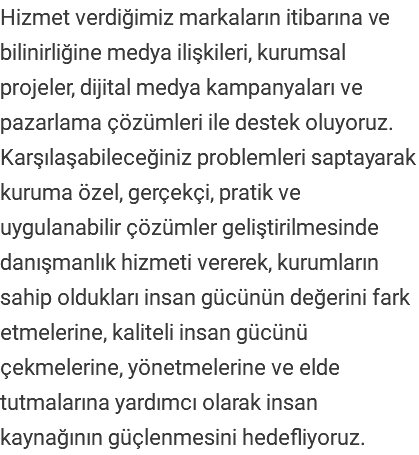 Hizmet verdiğimiz markaların itibarına ve
bilinirliğine medya ilişkileri, kurumsal
projeler, dijital medya kampanyaları ve
pazarlama çözümleri ile destek oluyoruz.
Karşılaşabileceğiniz problemleri saptayarak
kuruma özel, gerçekçi, pratik ve
uygulanabilir çözümler geliştirilmesinde
danışmanlık hizmeti vererek, kurumların
sahip oldukları insan gücünün değerini fark
etmelerine, kaliteli insan gücünü
çekmelerine, yönetmelerine ve elde
tutmalarına yardımcı olarak insan
kaynağının güçlenmesini hedefliyoruz.